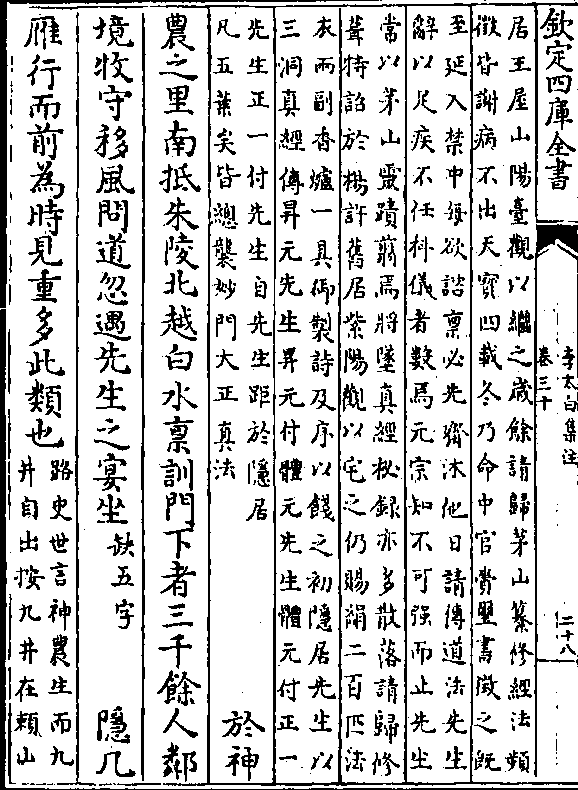 欽定四庫全書
李太白集注
卷三十
二十八
居王屋山陽臺觀以繼之歲餘請歸茅山纂修經法頻
徵皆謝病不出天寶四載冬乃命中官賫璽書徵之既
至延入禁中每欲諮稟必先齋沐他日請傳道法先生
辭以足疾不任科儀者數焉元宗知不可强而止先生
常以茅山靈蹟翦焉將墜真經秘録亦多散落請歸修
葺特詔於楊許舊居紫陽觀以宅之仍賜絹二百匹法
衣兩副香爐一具御製詩及序以餞之初隱居先生以
三洞真經傳昇元先生昇元付體元先生體元付正一
先生正一付先生自先生距於隱居
凡五葉矣皆總襲妙門大正真法
於神
農之里南抵朱陵北越白水稟訓門下者三千餘人鄰
境牧守移風問道忽遇先生之宴坐
缺五字
隱几
雁行而前為時見重多此類也
路史世言神農生而九
井自出按九井在賴山